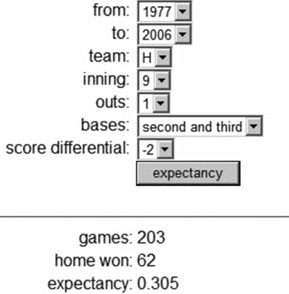 from: 1977
to: 2006
team: H
inning: 9
outs: 1
bases: second and third
score differential: -2
expectancy
games: 203
home won: 62
expectancy: 0.305